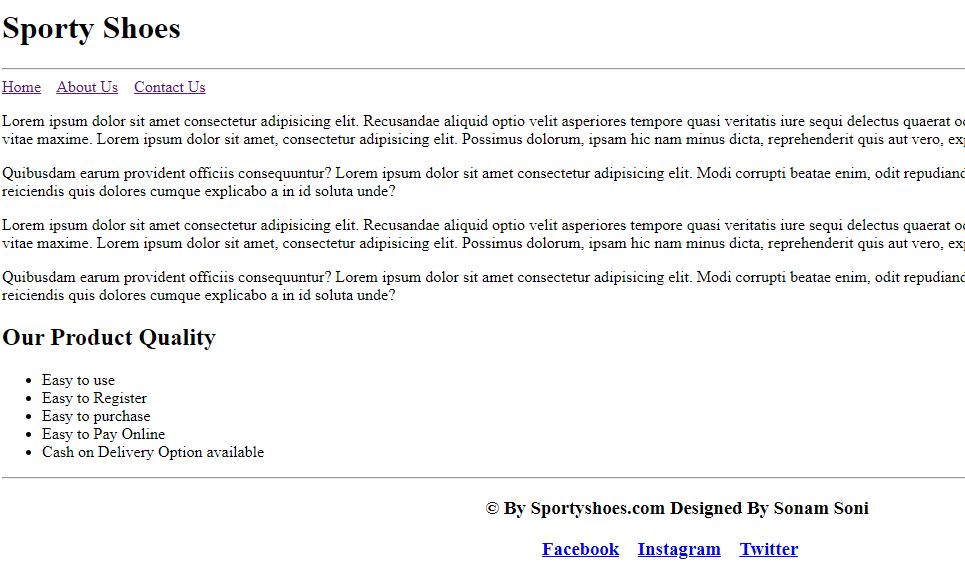 Sporty Shoes
Home About Us Contact Us
Lorem ipsum dolor sit amet consectetur adipisicing elit. Recusandae aliquid optio velit asperiores tempore quasi veritatis iure sequi delectus quaerat
vitae maxime. Lorem ipsum dolor sit amet, consectetur adipisicing elit. Possimus dolorum, ipsam hic nam minus dicta, reprehenderit quis aut vero,
Quibusdam earum provident officiis consequuntur? Lorem ipsum dolor sit amet consectetur adipisicing elit. Modi corrupti beatae enim, odit
reiciendis quis dolores cumque explicabo a in id soluta unde?
Lorem ipsum dolor sit amet consectetur adipisicing elit. Recusandae aliquid optio velit asperiores tempore quasi veritatis iure sequi delectus quaerat
vitae maxime. Lorem ipsum dolor sit amet, consectetur adipisicing elit. Possimus dolorum, ipsam hic nam minus dicta, reprehenderit quis aut vero,
Quibusdam earum provident officiis consequuntur? Lorem ipsum dolor sit amet consectetur adipisicing elit. Modi corrupti beatae enim, odit
reiciendis quis dolores cumque explicabo a in id soluta unde?
Our Product Quality
• Easy to use
• Easy to Register
• Easy to purchase
• Easy to Pay Online
• Cash on Delivery Option available
© By Sportyshoes.com Designed By Sonam Soni
Facebook Instagram Twitter